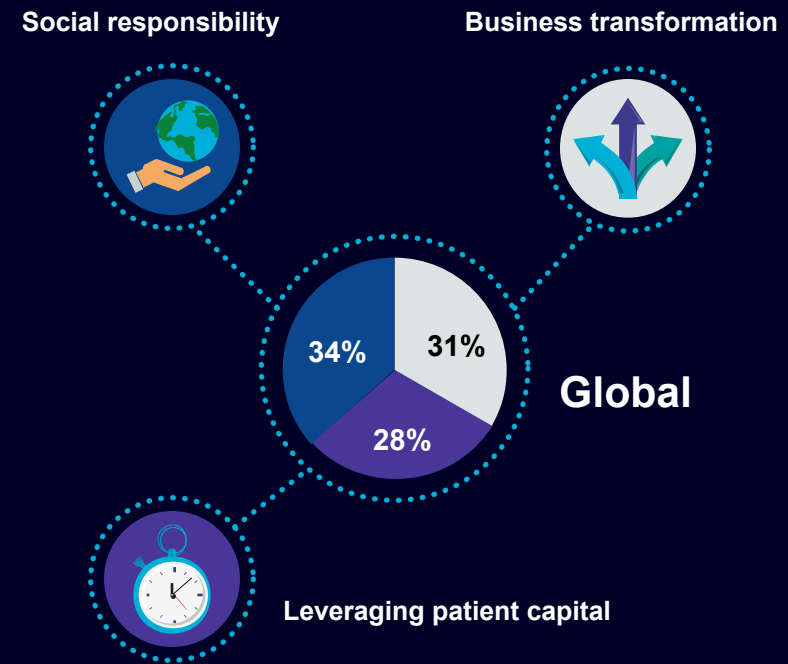 Social responsibility
Business transformation
34%
31%
28%
Global
Leveraging patient capital